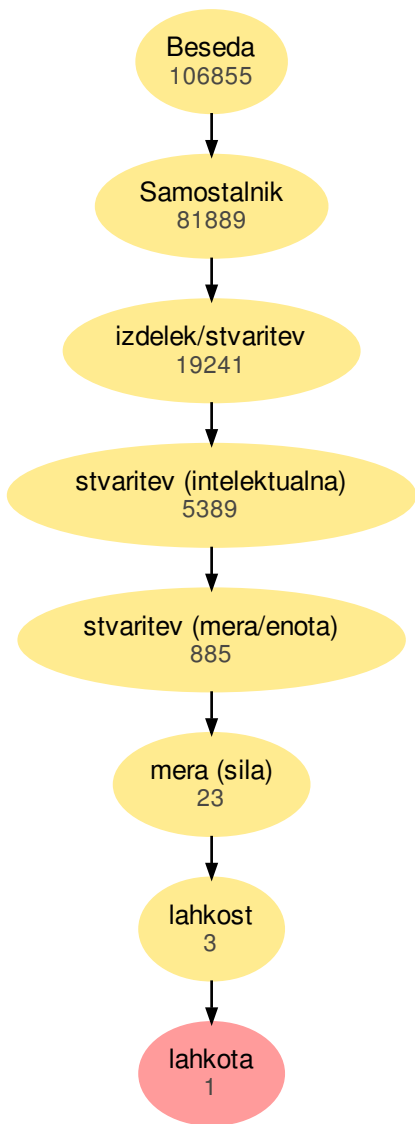 Beseda
106855
Samostalnik
81889
izdelek/stvaritev
19241
stvaritev (intelektualna)
5389
stvaritev (mera/enota)
885
mera (sila)
23
lahkost
3
lahkota
1